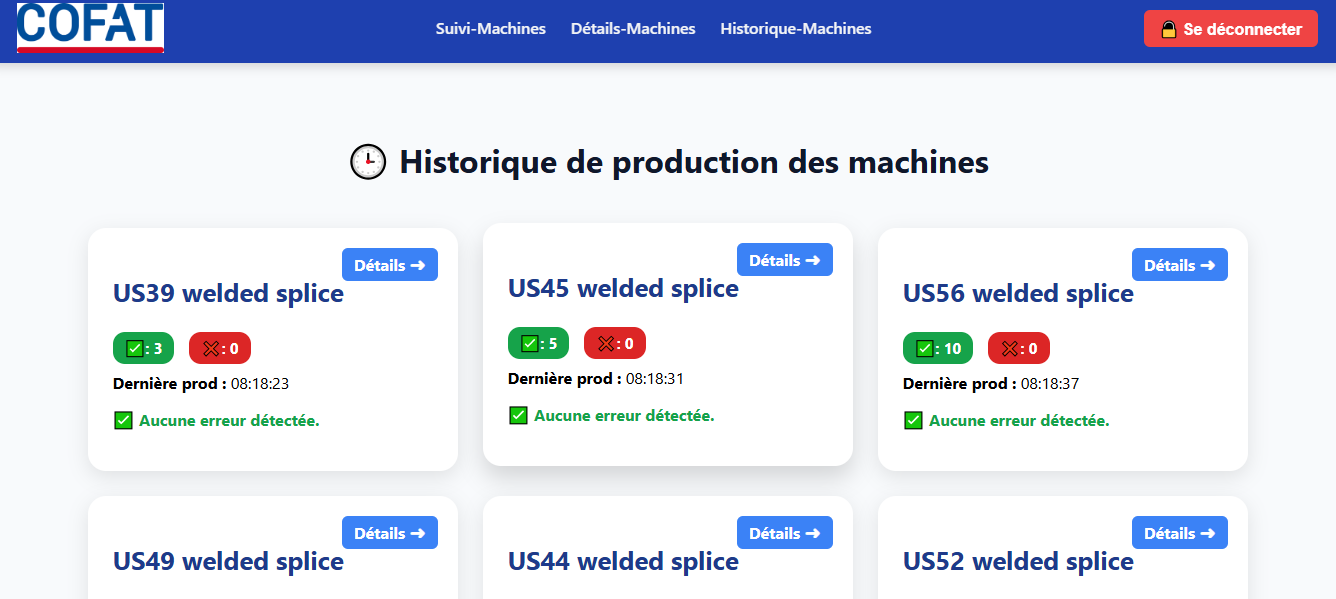 COFAT
Suivi-Machines Détails-Machines Historique-Machines
🔒 Se déconnecter
🕒 Historique de production des machines
Détails ➜
US39 welded splice
✅: 3 ❌: 0
Dernière prod : 08:18:23
✅ Aucune erreur détectée.
Détails ➜
US45 welded splice
✅: 5 ❌: 0
Dernière prod : 08:18:31
✅ Aucune erreur détectée.
Détails ➜
US56 welded splice
✅: 10 ❌: 0
Dernière prod : 08:18:37
✅ Aucune erreur détectée.
Détails ➜
US49 welded splice
Détails ➜
US44 welded splice
Détails ➜
US52 welded splice